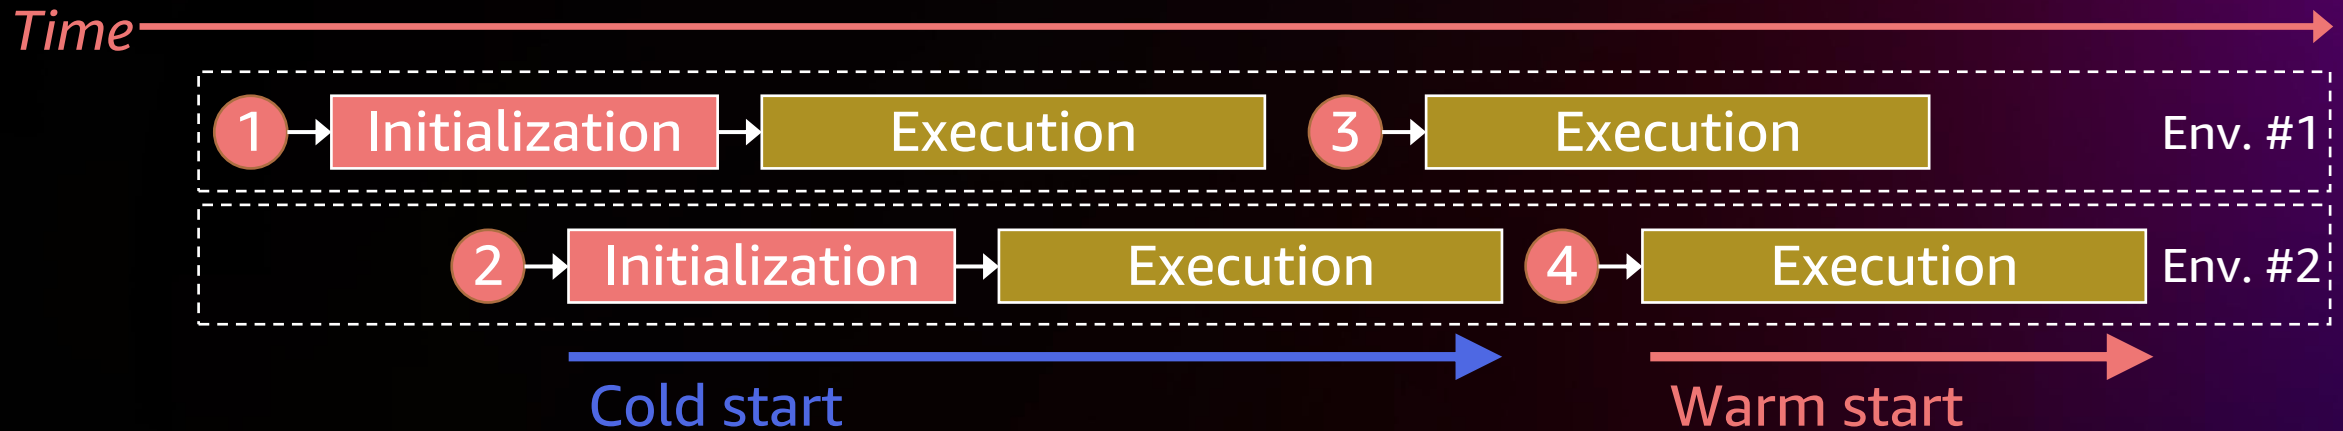 Time
1 Initialization Execution 3 Execution Env. #1
2 Initialization Execution 4 Execution Env. #2
Cold start Warm start